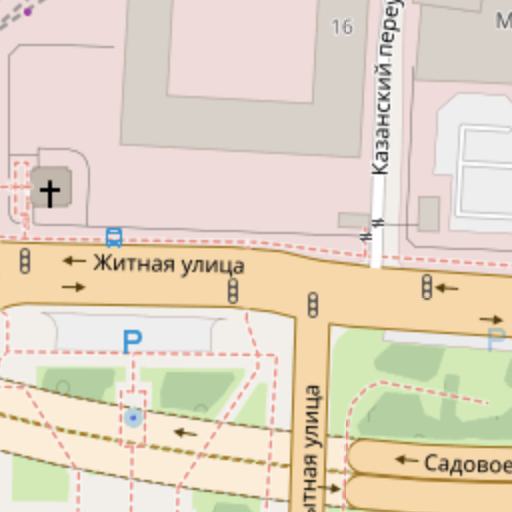 16
М
Казанский переу
Житная улица
P
P
ытная улица
Садовое